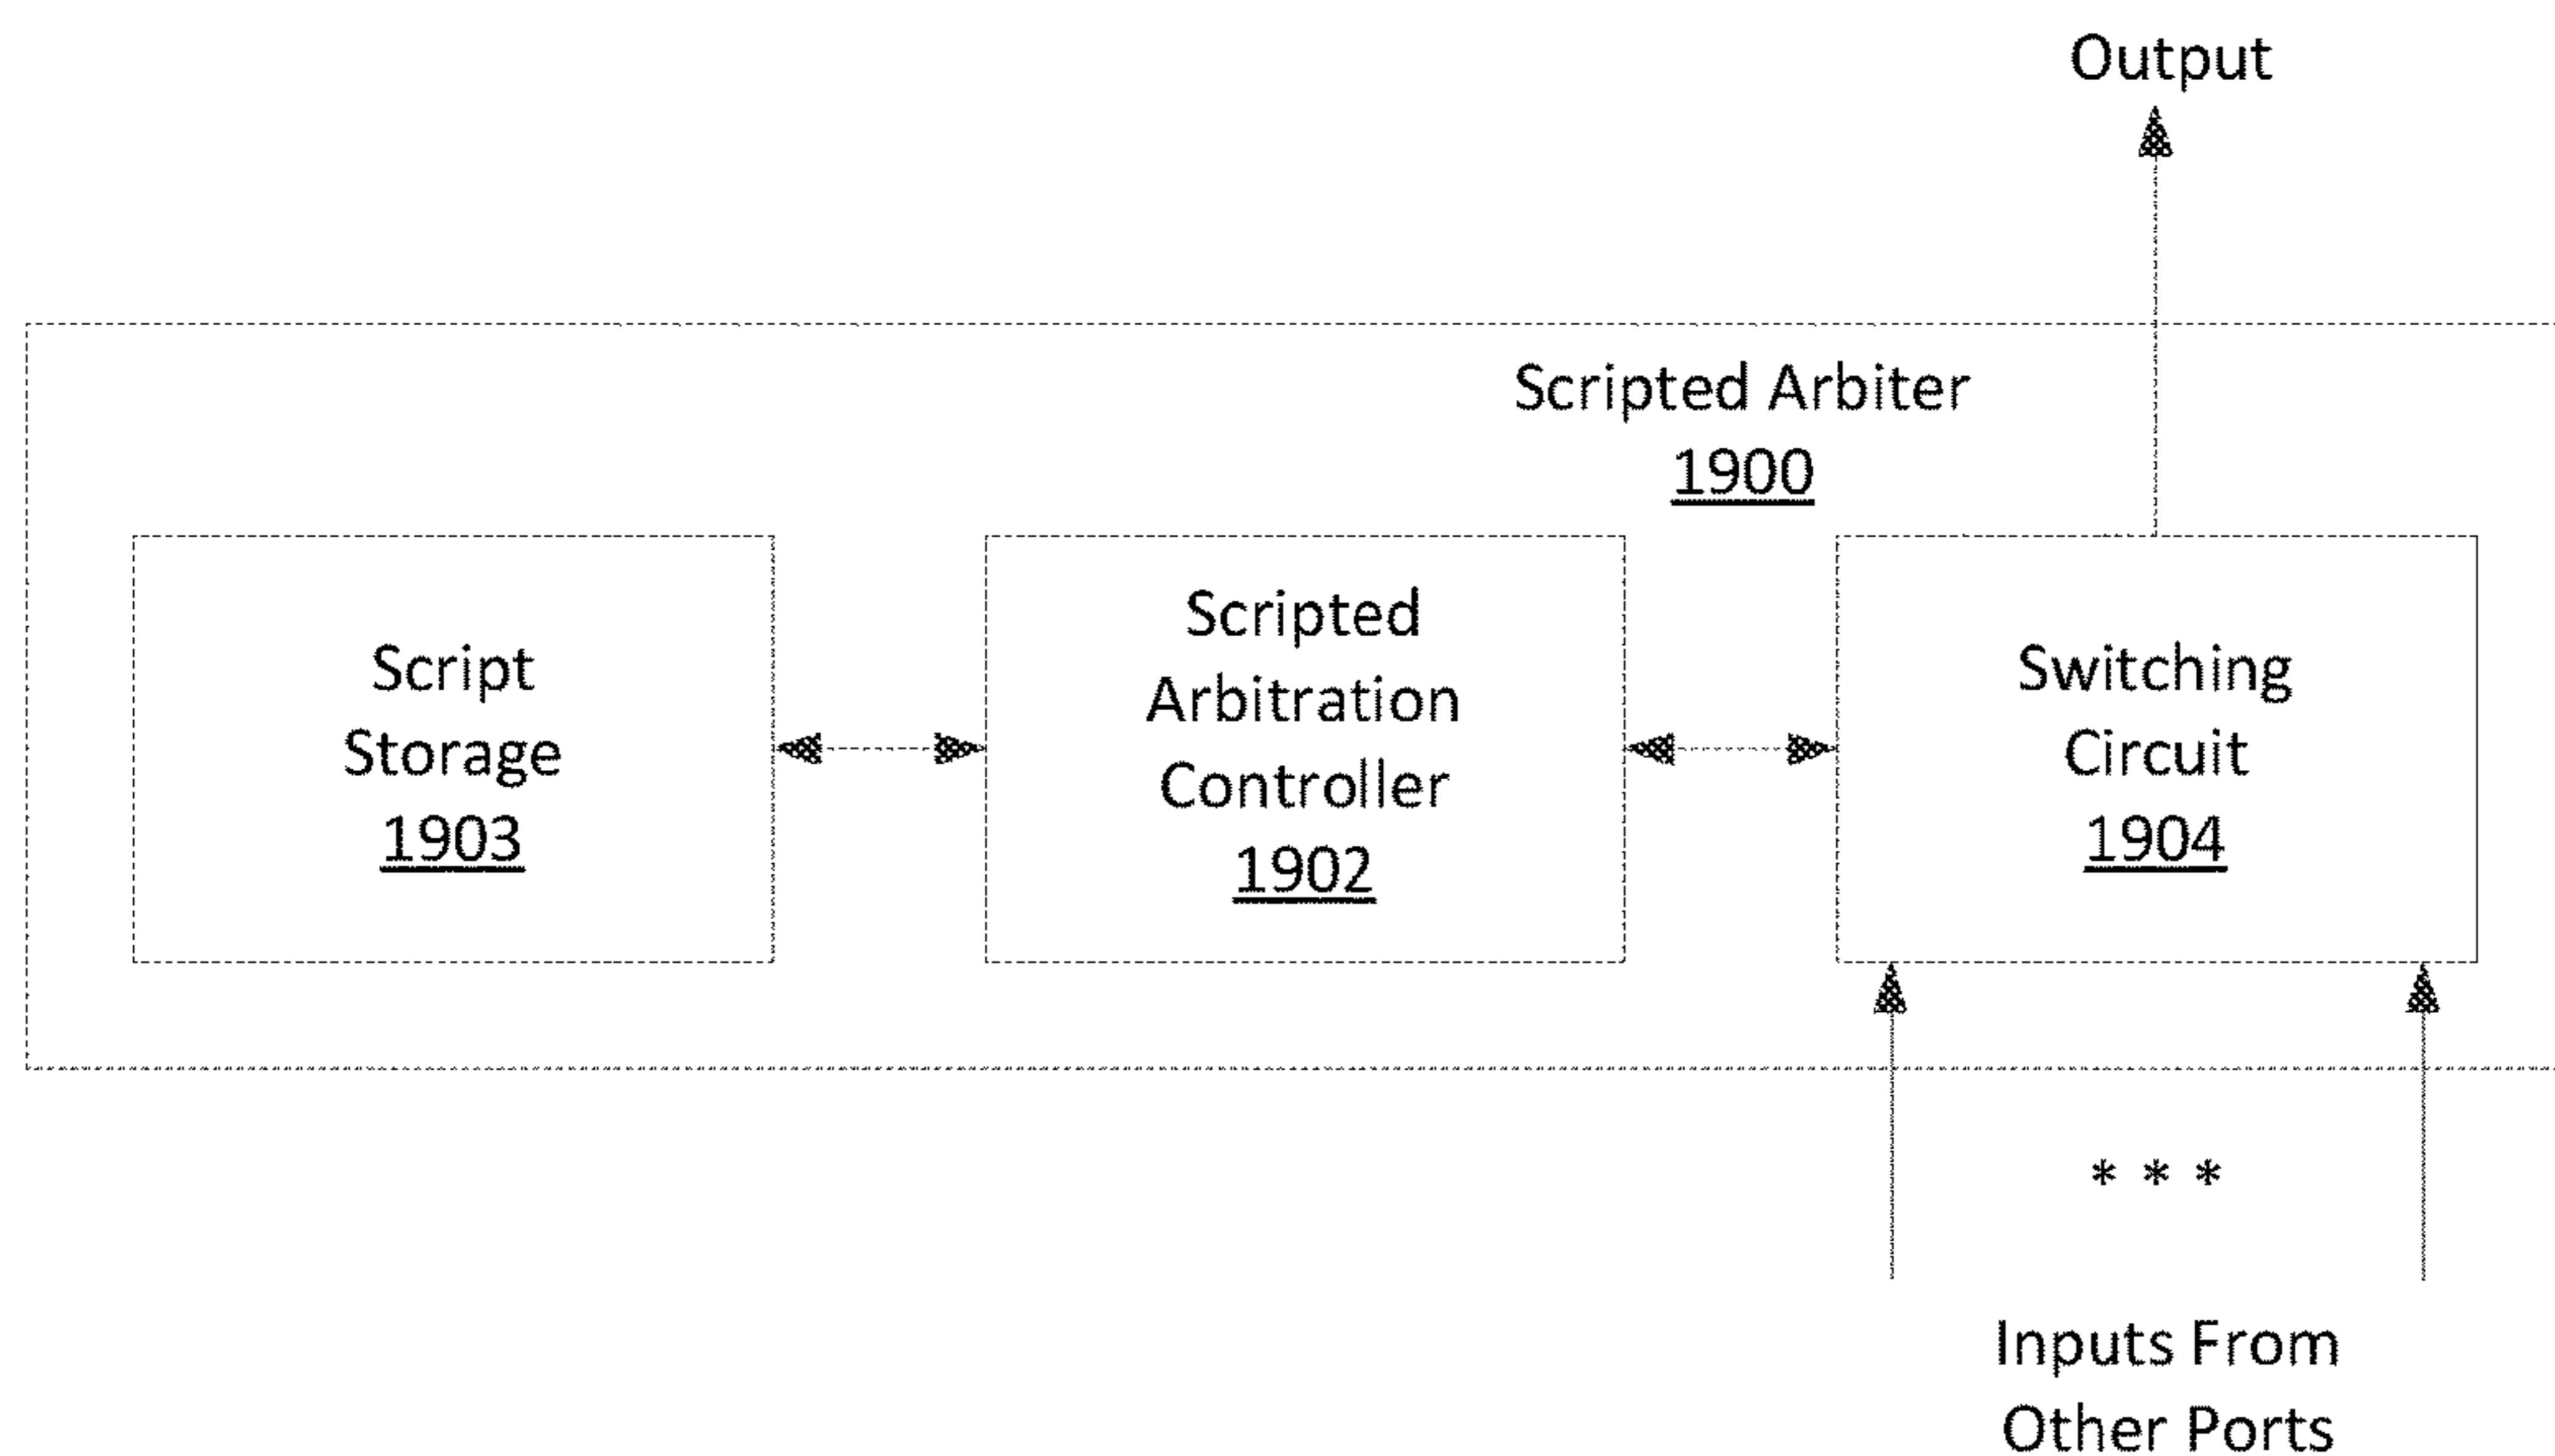 Output
Scripted Arbiter
1900
Script
Storage
1903
Scripted
Arbitration
Controller
1902
Switching
Circuit
1904
* * *
Inputs From
Other Ports